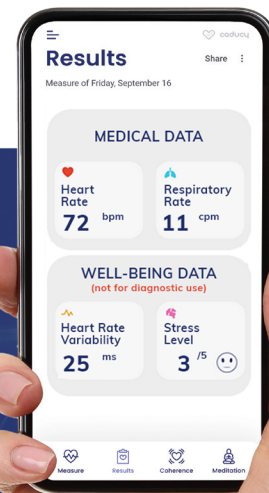 caducy
Results
Share
Measure of Friday, September 16
MEDICAL DATA
Heart
Rate
72 bpm
Respiratory
Rate
11 cpm
WELL-BEING DATA
(not for diagnostic use)
Heart Rate
Variability
25 ms
Stress
Level
3 /5
Measure
Results
Coherence
Meditation